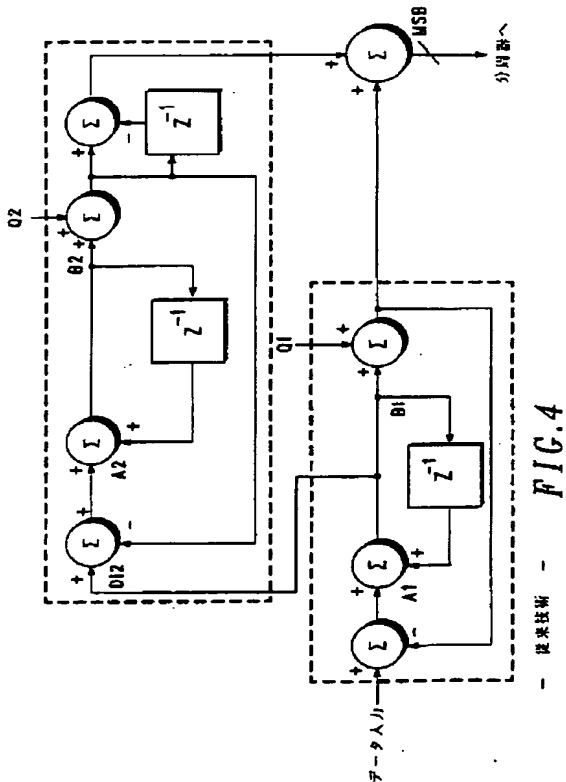 Q2
+
Σ
+
+
Σ
-
Z⁻¹
+
B2
Σ
Z⁻¹
+
+
Σ
A2
+
+
Σ
-
DI2
+
+
Σ
MSB
分周器へ
Q1
+
+
Σ
B1
Z⁻¹
+
+
Σ
A1
+
Σ
-
データ入力
- 従来技術 - FIG.4